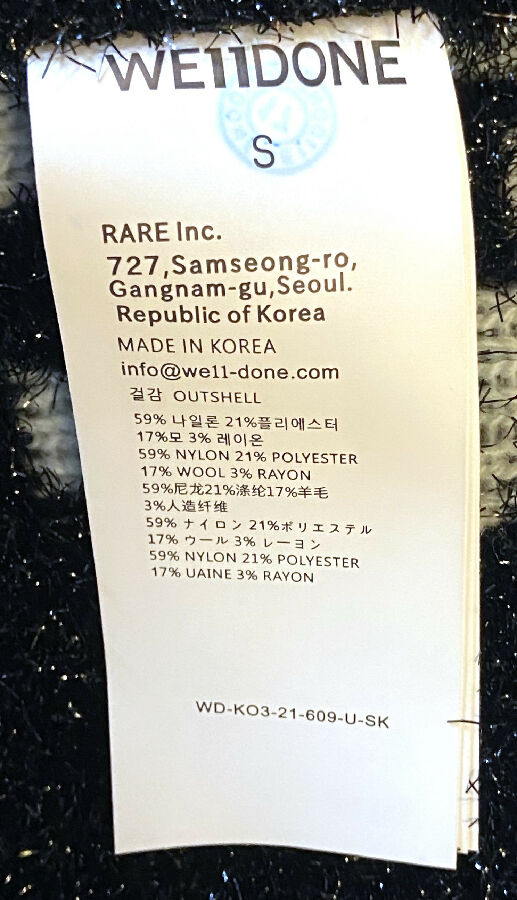 WE11DONE
S
RARE Inc.
727,Samseong-ro,
Gangnam-gu,Seoul.
Republic of Korea
MADE IN KOREA
info@we11-done.com
걸감 OUTSHELL
59% 나일론 21%플리에스터
17%모 3% 레이온
59% NYLON 21% POLYESTER
17% WOOL 3% RAYON
59%尼龙21%涤纶17%羊毛
3%人造纤维
59% ナイロン 21%ポリエステル
17% ウール 3% レーヨン
59% NYLON 21% POLYESTER
17% UAINE 3% RAYON
WD-KO3-21-609-U-SK